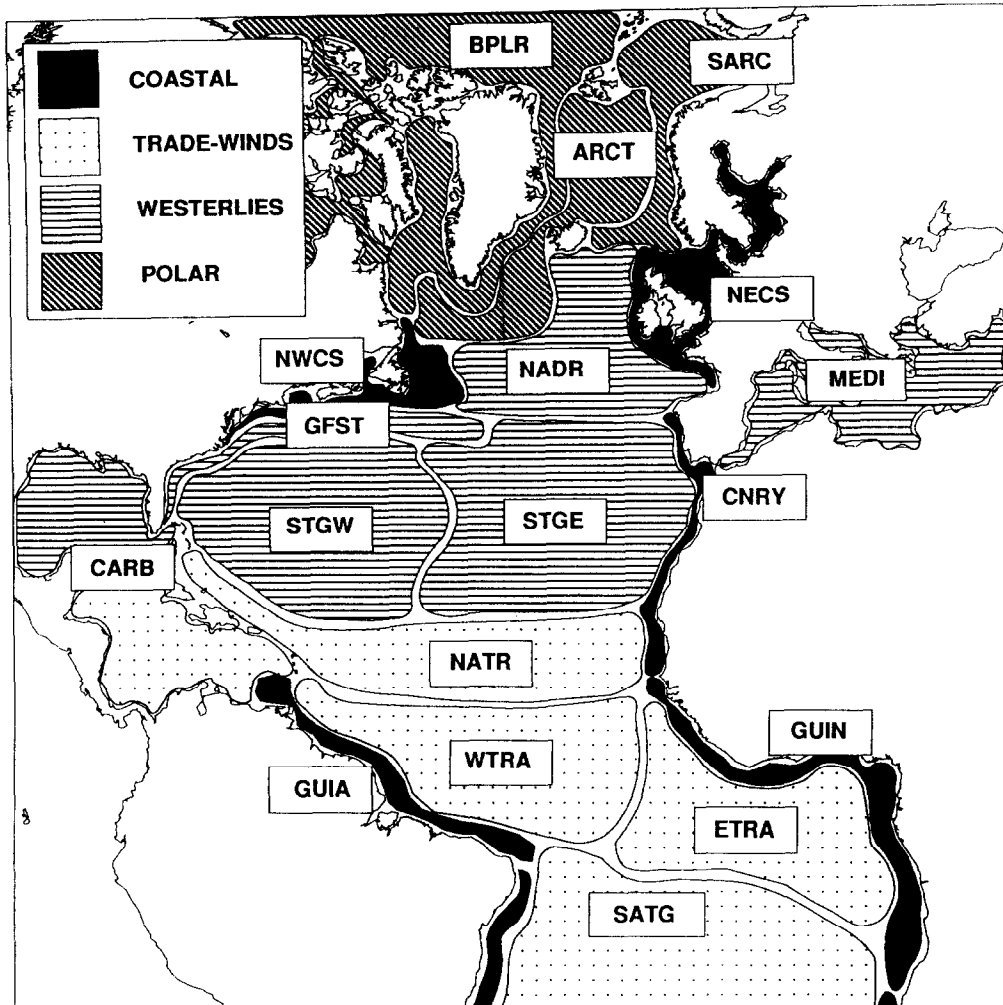 COASTAL
TRADE-WINDS
WESTERLIES
POLAR
BPLR
SARC
ARCT
NECS
NWCS
NADR
MEDI
GFST
CNRY
STGW
STGE
CARB
NATR
GUIN
WTRA
GUIA
ETRA
SATG